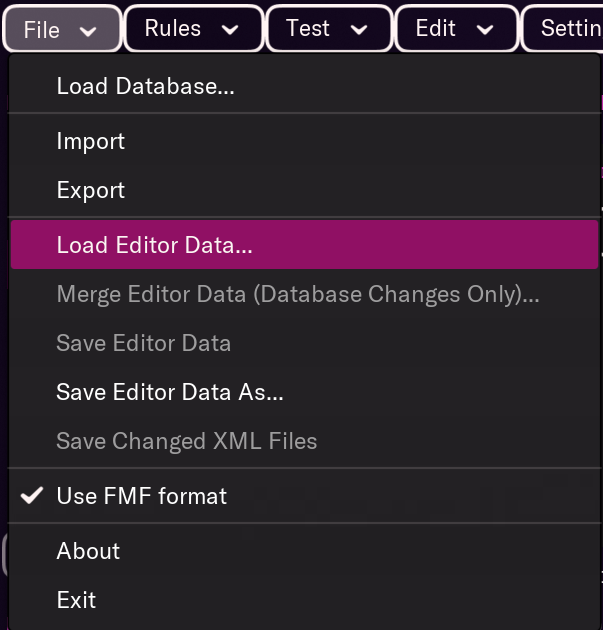 File Rules Test Edit Settin
Load Database...
Import
Export
Load Editor Data...
Merge Editor Data (Database Changes Only)...
Save Editor Data
Save Editor Data As...
Save Changed XML Files
Use FMF format
About
Exit